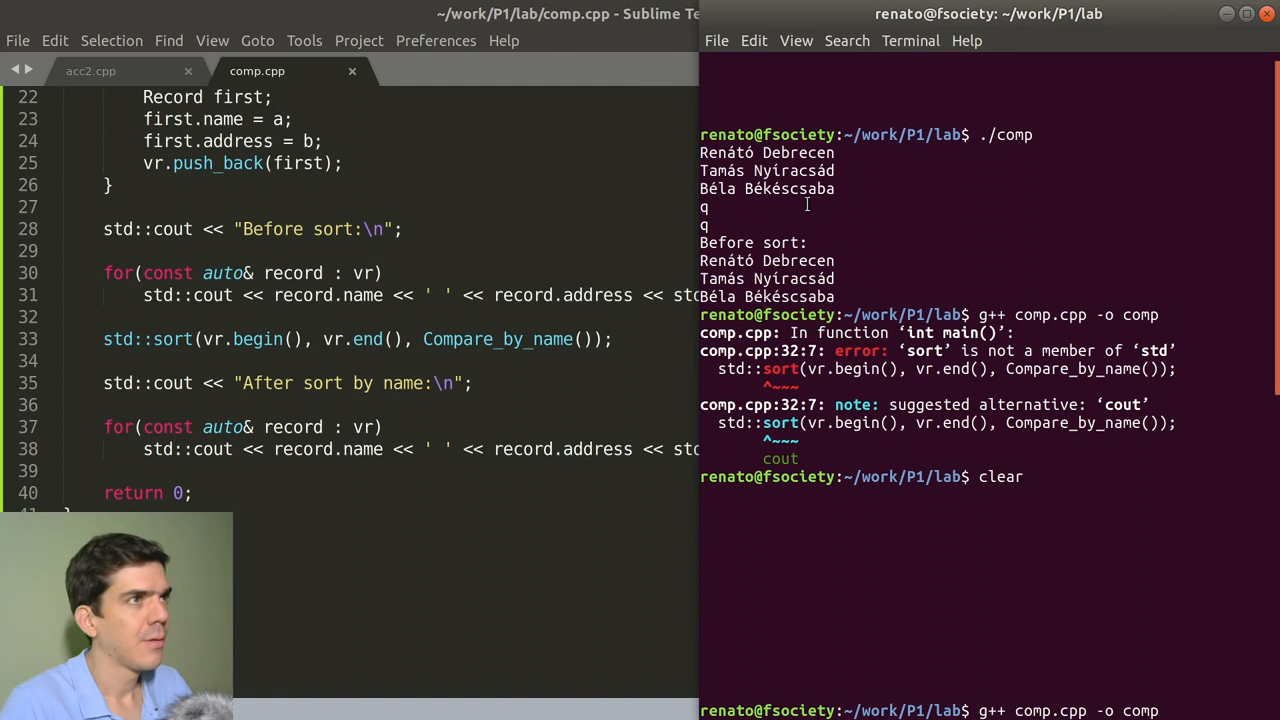 ~/work/P1/lab/comp.cpp - Sublime Te
File Edit Selection Find View Goto Tools Project Preferences Help
acc2.cpp × comp.cpp ×
22 Record first;
23 first.name = a;
24 first.address = b;
25 vr.push_back(first);
26 }
27
28 std::cout << "Before sort:\n";
29
30 for(const auto& record : vr)
31 std::cout << record.name << ' ' << record.address << std
32
33 std::sort(vr.begin(), vr.end(), Compare_by_name());
34
35 std::cout << "After sort by name:\n";
36
37 for(const auto& record : vr)
38 std::cout << record.name << ' ' << record.address << std
39
40 return 0;
renato@fsociety: ~/work/P1/lab
File Edit View Search Terminal Help
renato@fsociety:~/work/P1/lab$ ./comp
Renátó Debrecen
Tamás Nyíracsád
Béla Békéscsaba
q
q
Before sort:
Renátó Debrecen
Tamás Nyíracsád
Béla Békéscsaba
renato@fsociety:~/work/P1/lab$ g++ comp.cpp -o comp
comp.cpp: In function ‘int main()’:
comp.cpp:32:7: error: ‘sort’ is not a member of ‘std’
std::sort(vr.begin(), vr.end(), Compare_by_name());
^~~~
comp.cpp:32:7: note: suggested alternative: ‘cout’
std::sort(vr.begin(), vr.end(), Compare_by_name());
^~~~
cout
renato@fsociety:~/work/P1/lab$ clear
renato@fsociety:~/work/P1/lab$ g++ comp.cpp -o comp